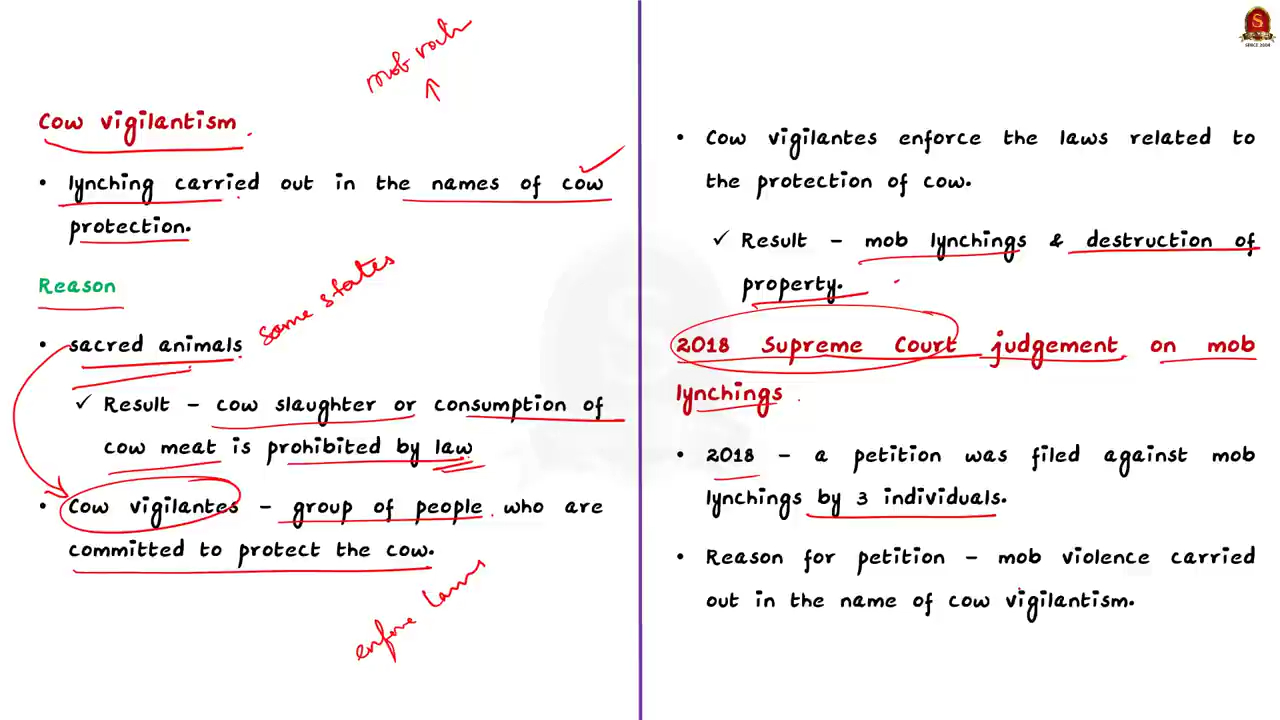 mob
Cow vigilantism
• lynching carried out in the names of cow
protection.
Reason
some states
• sacred animals
✓ Result – cow slaughter or consumption of
cow meat is prohibited by law
• Cow vigilantes – group of people who are
committed to protect the cow.
enforce laws
S
SINCE 2004
• Cow vigilantes enforce the laws related to
the protection of cow.
✓ Result – mob lynchings & destruction of
property.
2018 Supreme Court judgement on mob
lynchings
• 2018 – a petition was filed against mob
lynchings by 3 individuals.
• Reason for petition – mob violence carried
out in the name of cow vigilantism.